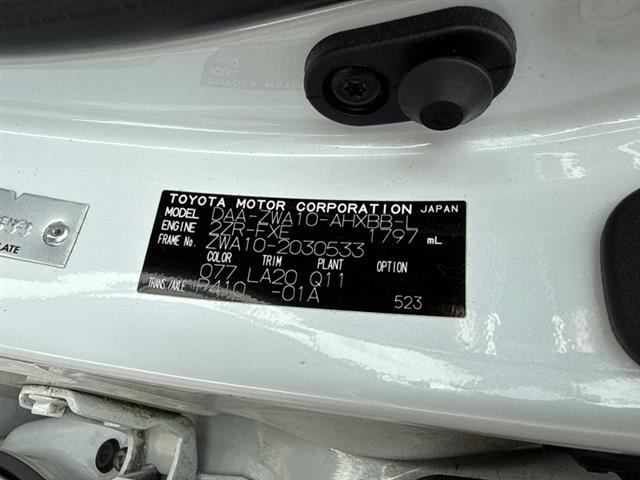 TOYOTA MOTOR CORPORATION JAPAN
MODEL DAA-ZWA10-AHXBB-L
ENGINE 2ZR-FXE 1797 mL
FRAME No. ZWA10-2030533
COLOR TRIM PLANT OPTION
077 LA20 Q11
TRANS./AXLE P410 -01A 523
LATE